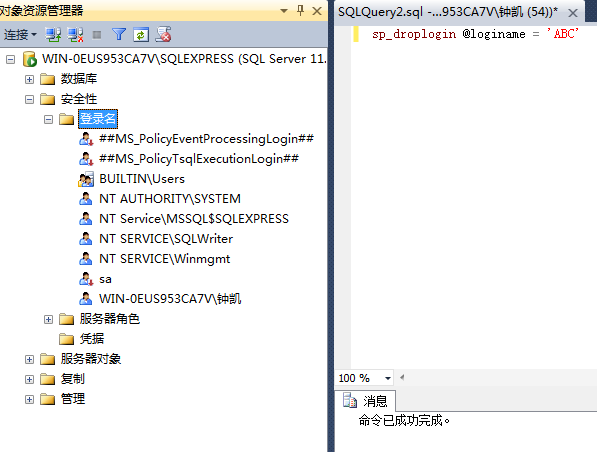 对象资源管理器
连接
WIN-0EUS953CA7V\SQLEXPRESS (SQL Server 11.
数据库
安全性
登录名
##MS_PolicyEventProcessingLogin##
##MS_PolicyTsqlExecutionLogin##
BUILTIN\Users
NT AUTHORITY\SYSTEM
NT Service\MSSQL$SQLEXPRESS
NT SERVICE\SQLWriter
NT SERVICE\Winmgmt
sa
WIN-0EUS953CA7V\钟凯
服务器角色
凭据
服务器对象
复制
管理
SQLQuery2.sql -...953CA7V\钟凯 (54))*
sp_droplogin @loginame = 'ABC'
100 %
消息
命令已成功完成。